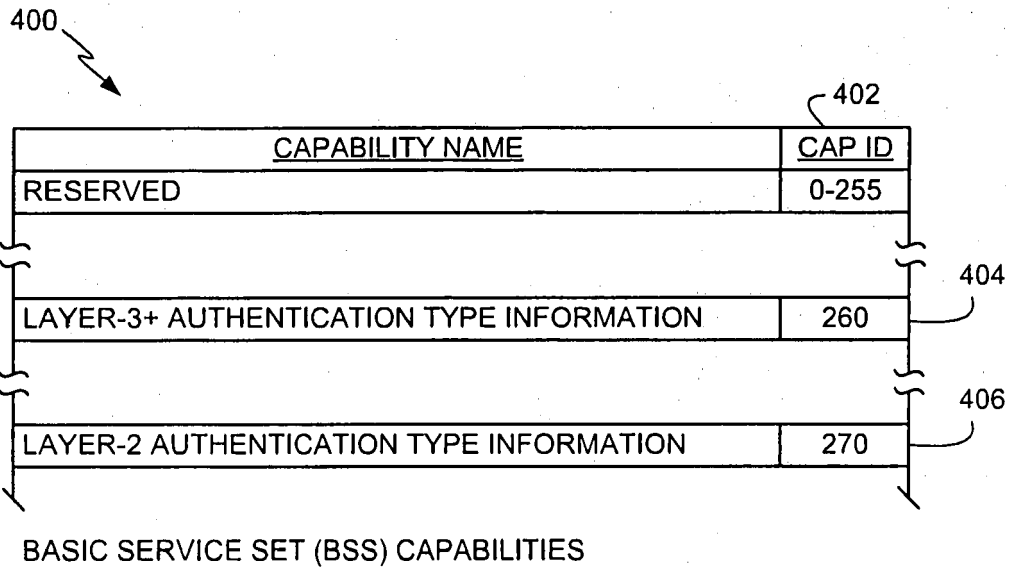 400
402
CAPABILITY NAME CAP ID
RESERVED 0-255
404
LAYER-3+ AUTHENTICATION TYPE INFORMATION 260
406
LAYER-2 AUTHENTICATION TYPE INFORMATION 270
BASIC SERVICE SET (BSS) CAPABILITIES